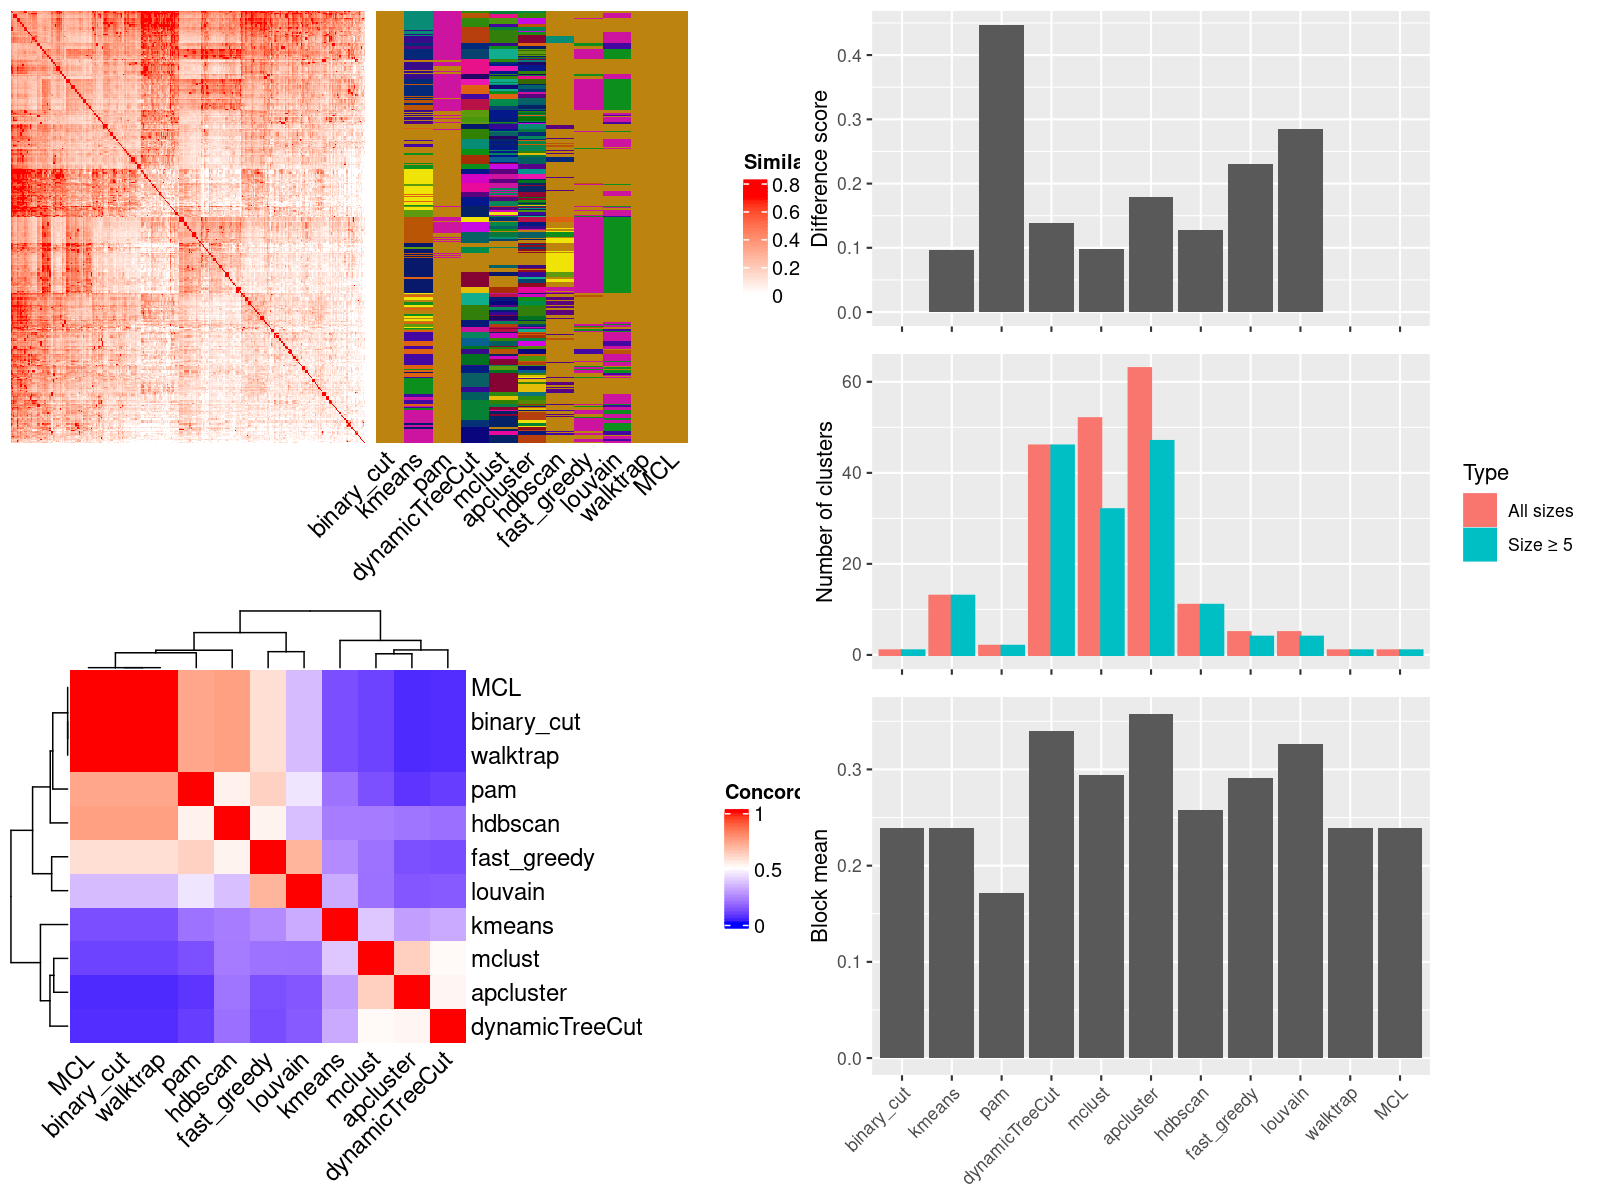 Simila
0.8
0.6
0.4
0.2
0
binary_cut
kmeans
pam
dynamicTreeCut
mclust
apcluster
hdbscan
fast_greedy
louvain
walktrap
MCL
MCL
binary_cut
walktrap
pam
hdbscan
fast_greedy
louvain
kmeans
mclust
apcluster
dynamicTreeCut
MCL
binary_cut
walktrap
pam
hdbscan
fast_greedy
louvain
kmeans
mclust
apcluster
dynamicTreeCut
Concord
1
0.5
0
Difference score
0.4
0.3
0.2
0.1
0.0
Number of clusters
60
40
20
0
Type
All sizes
Size ≥ 5
Block mean
0.3
0.2
0.1
0.0
binary_cut
kmeans
pam
dynamicTreeCut
mclust
apcluster
hdbscan
fast_greedy
louvain
walktrap
MCL